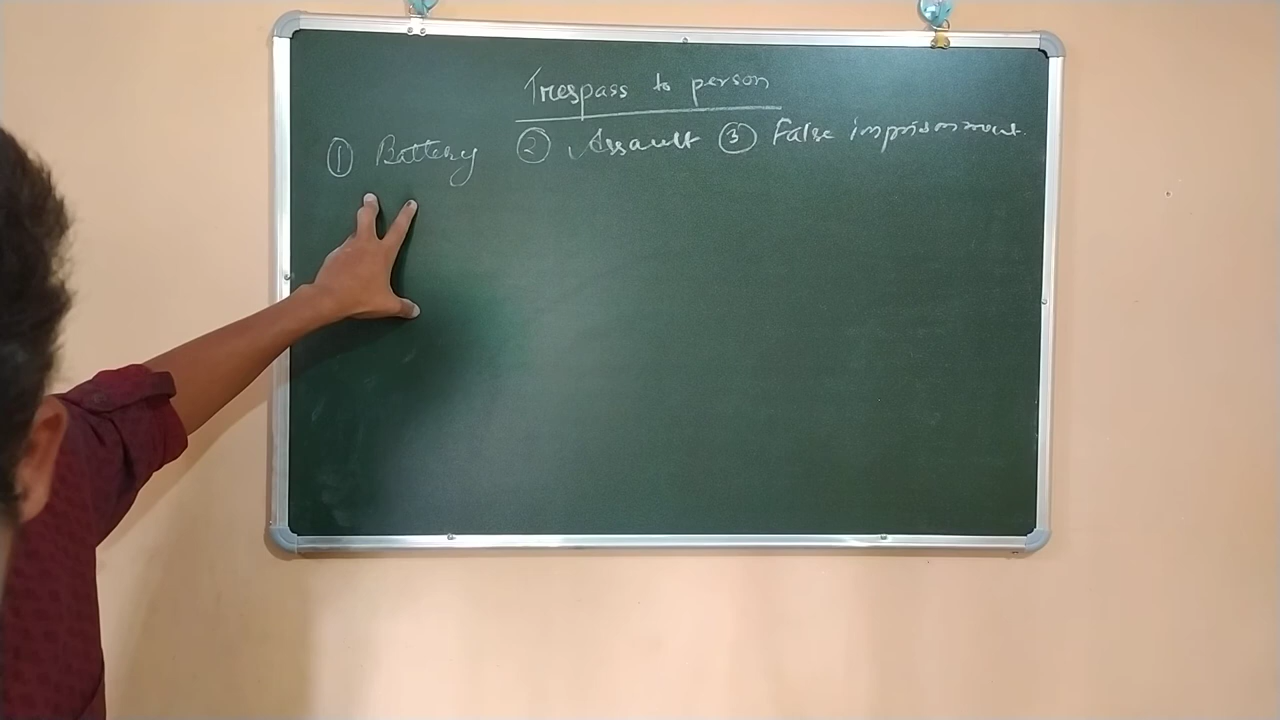 Trespass to person
① Battery ② Assault ③ False imprisonment.